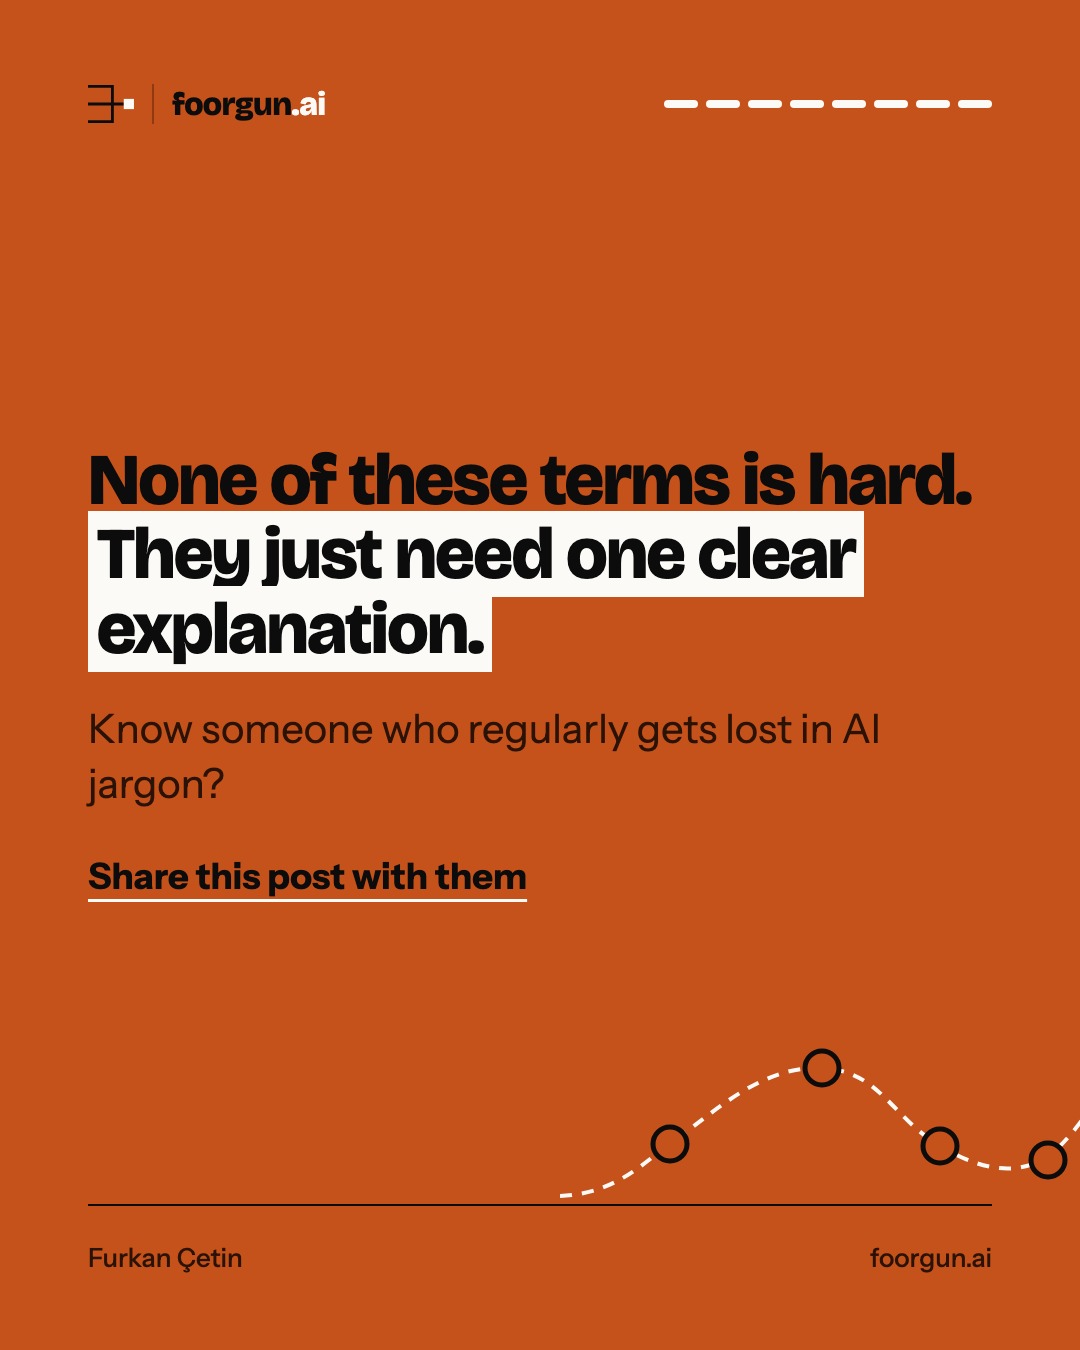 foorgun.ai
None of these terms is hard.
They just need one clear
explanation.
Know someone who regularly gets lost in AI
jargon?
Share this post with them
Furkan Çetin
foorgun.ai